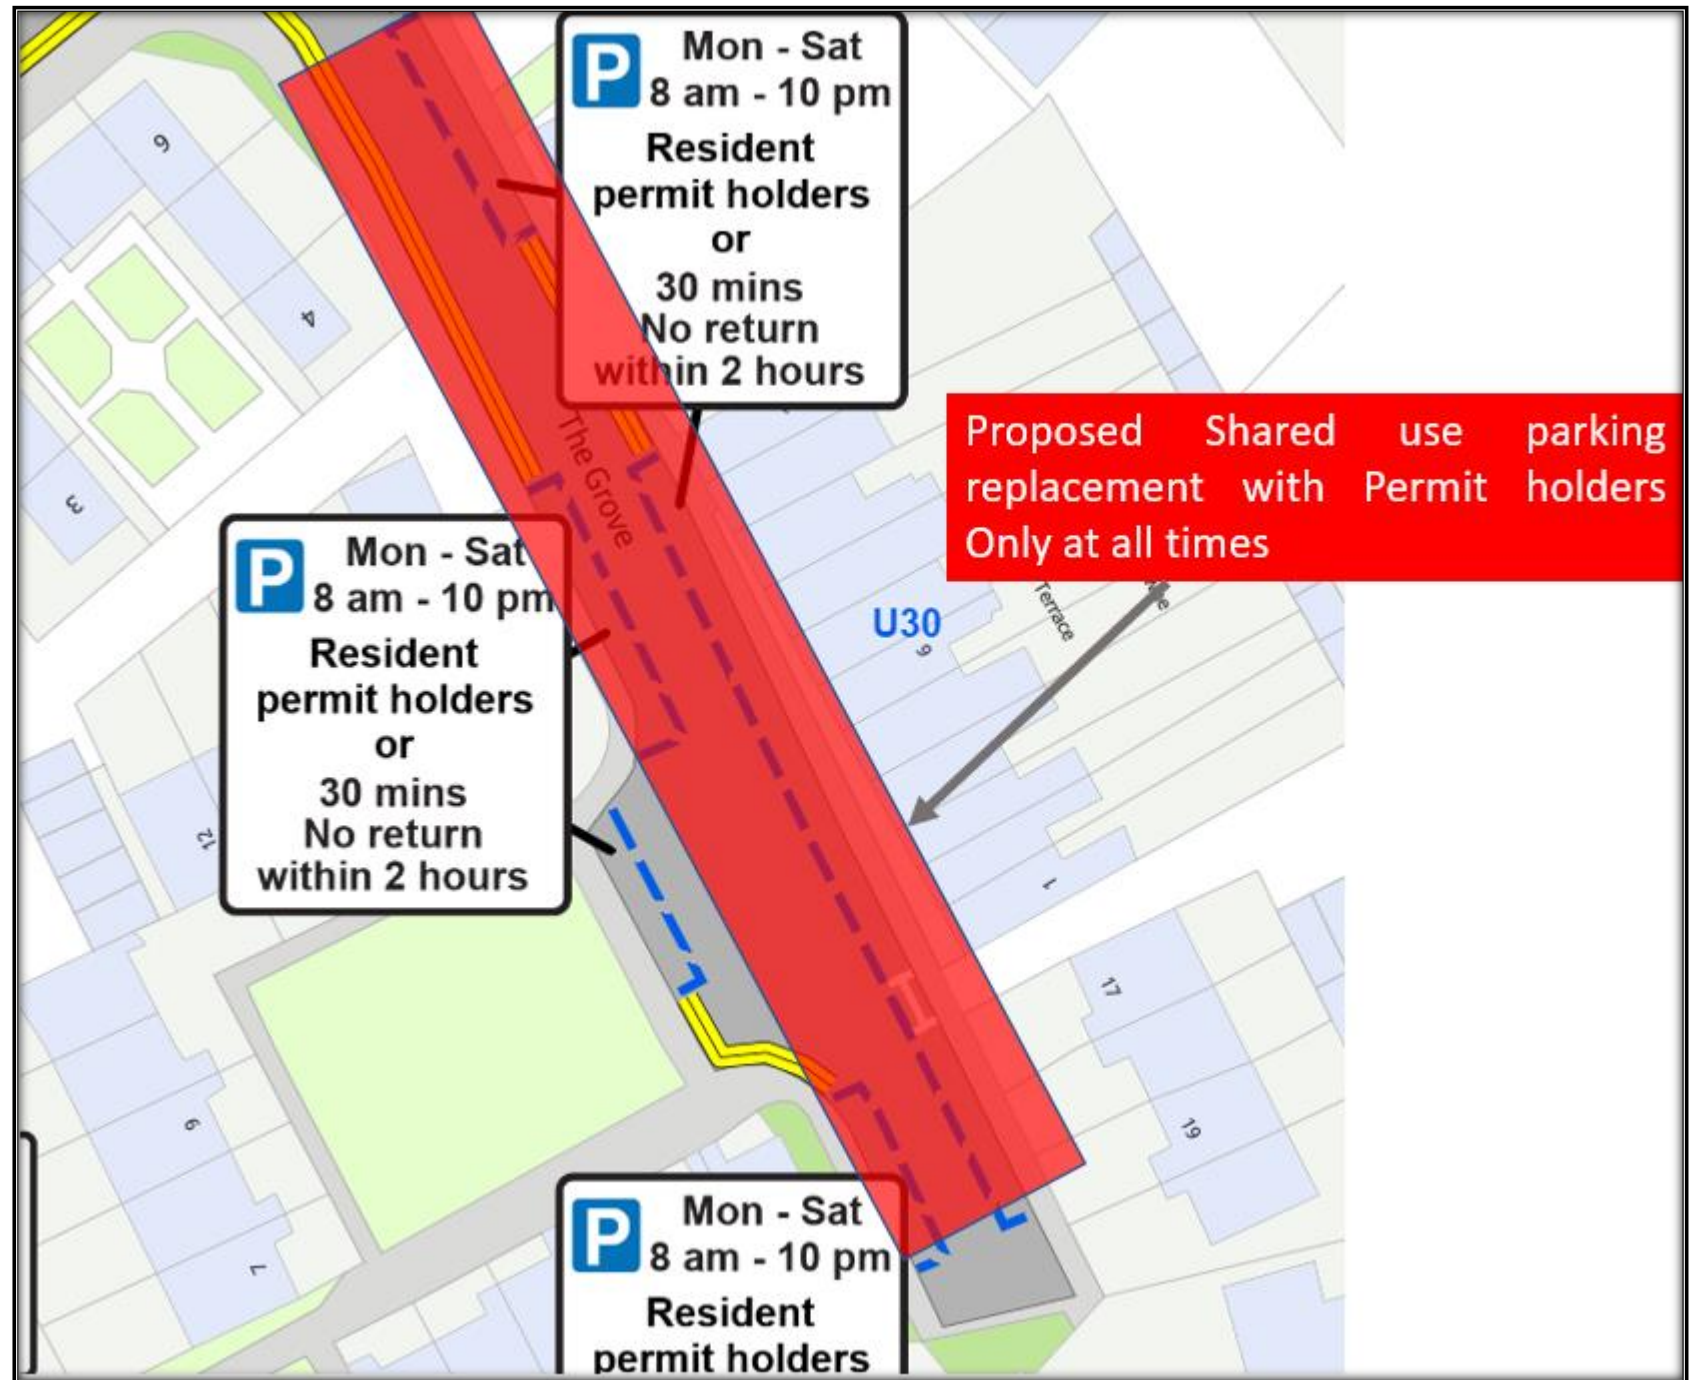 P Mon - Sat
8 am - 10 pm
Resident
permit holders
or
30 mins
No return
within 2 hours
6
4
3
The Grove
Proposed Shared use parking
replacement with Permit holders
Only at all times
Terrace
U30
9
P Mon - Sat
8 am - 10 pm
Resident
permit holders
or
30 mins
No return
within 2 hours
12
1
17
19
9
7
P Mon - Sat
8 am - 10 pm
Resident
permit holders